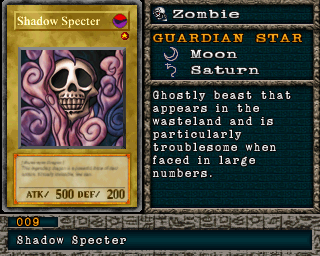 Shadow Specter
ATK/ 500 DEF/ 200
Zombie
GUARDIAN STAR
Moon
Saturn
Ghostly beast that
appears in the
wasteland and is
particularly
troublesome when
faced in large
numbers.
009
Shadow Specter